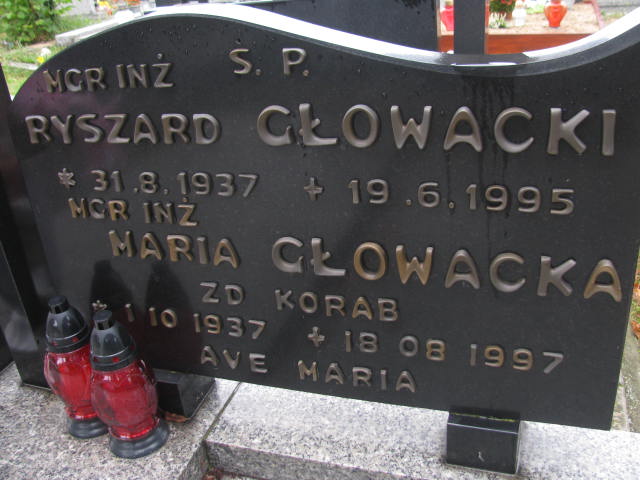 MGR INŻ Ś. P.
RYSZARD GŁOWACKI
* 31.8.1937 + 19.6.1995
MGR INŻ
MARIA GŁOWACKA
ZD KORAB
* 1 10 1937 + 18 08 1997
AVE MARIA